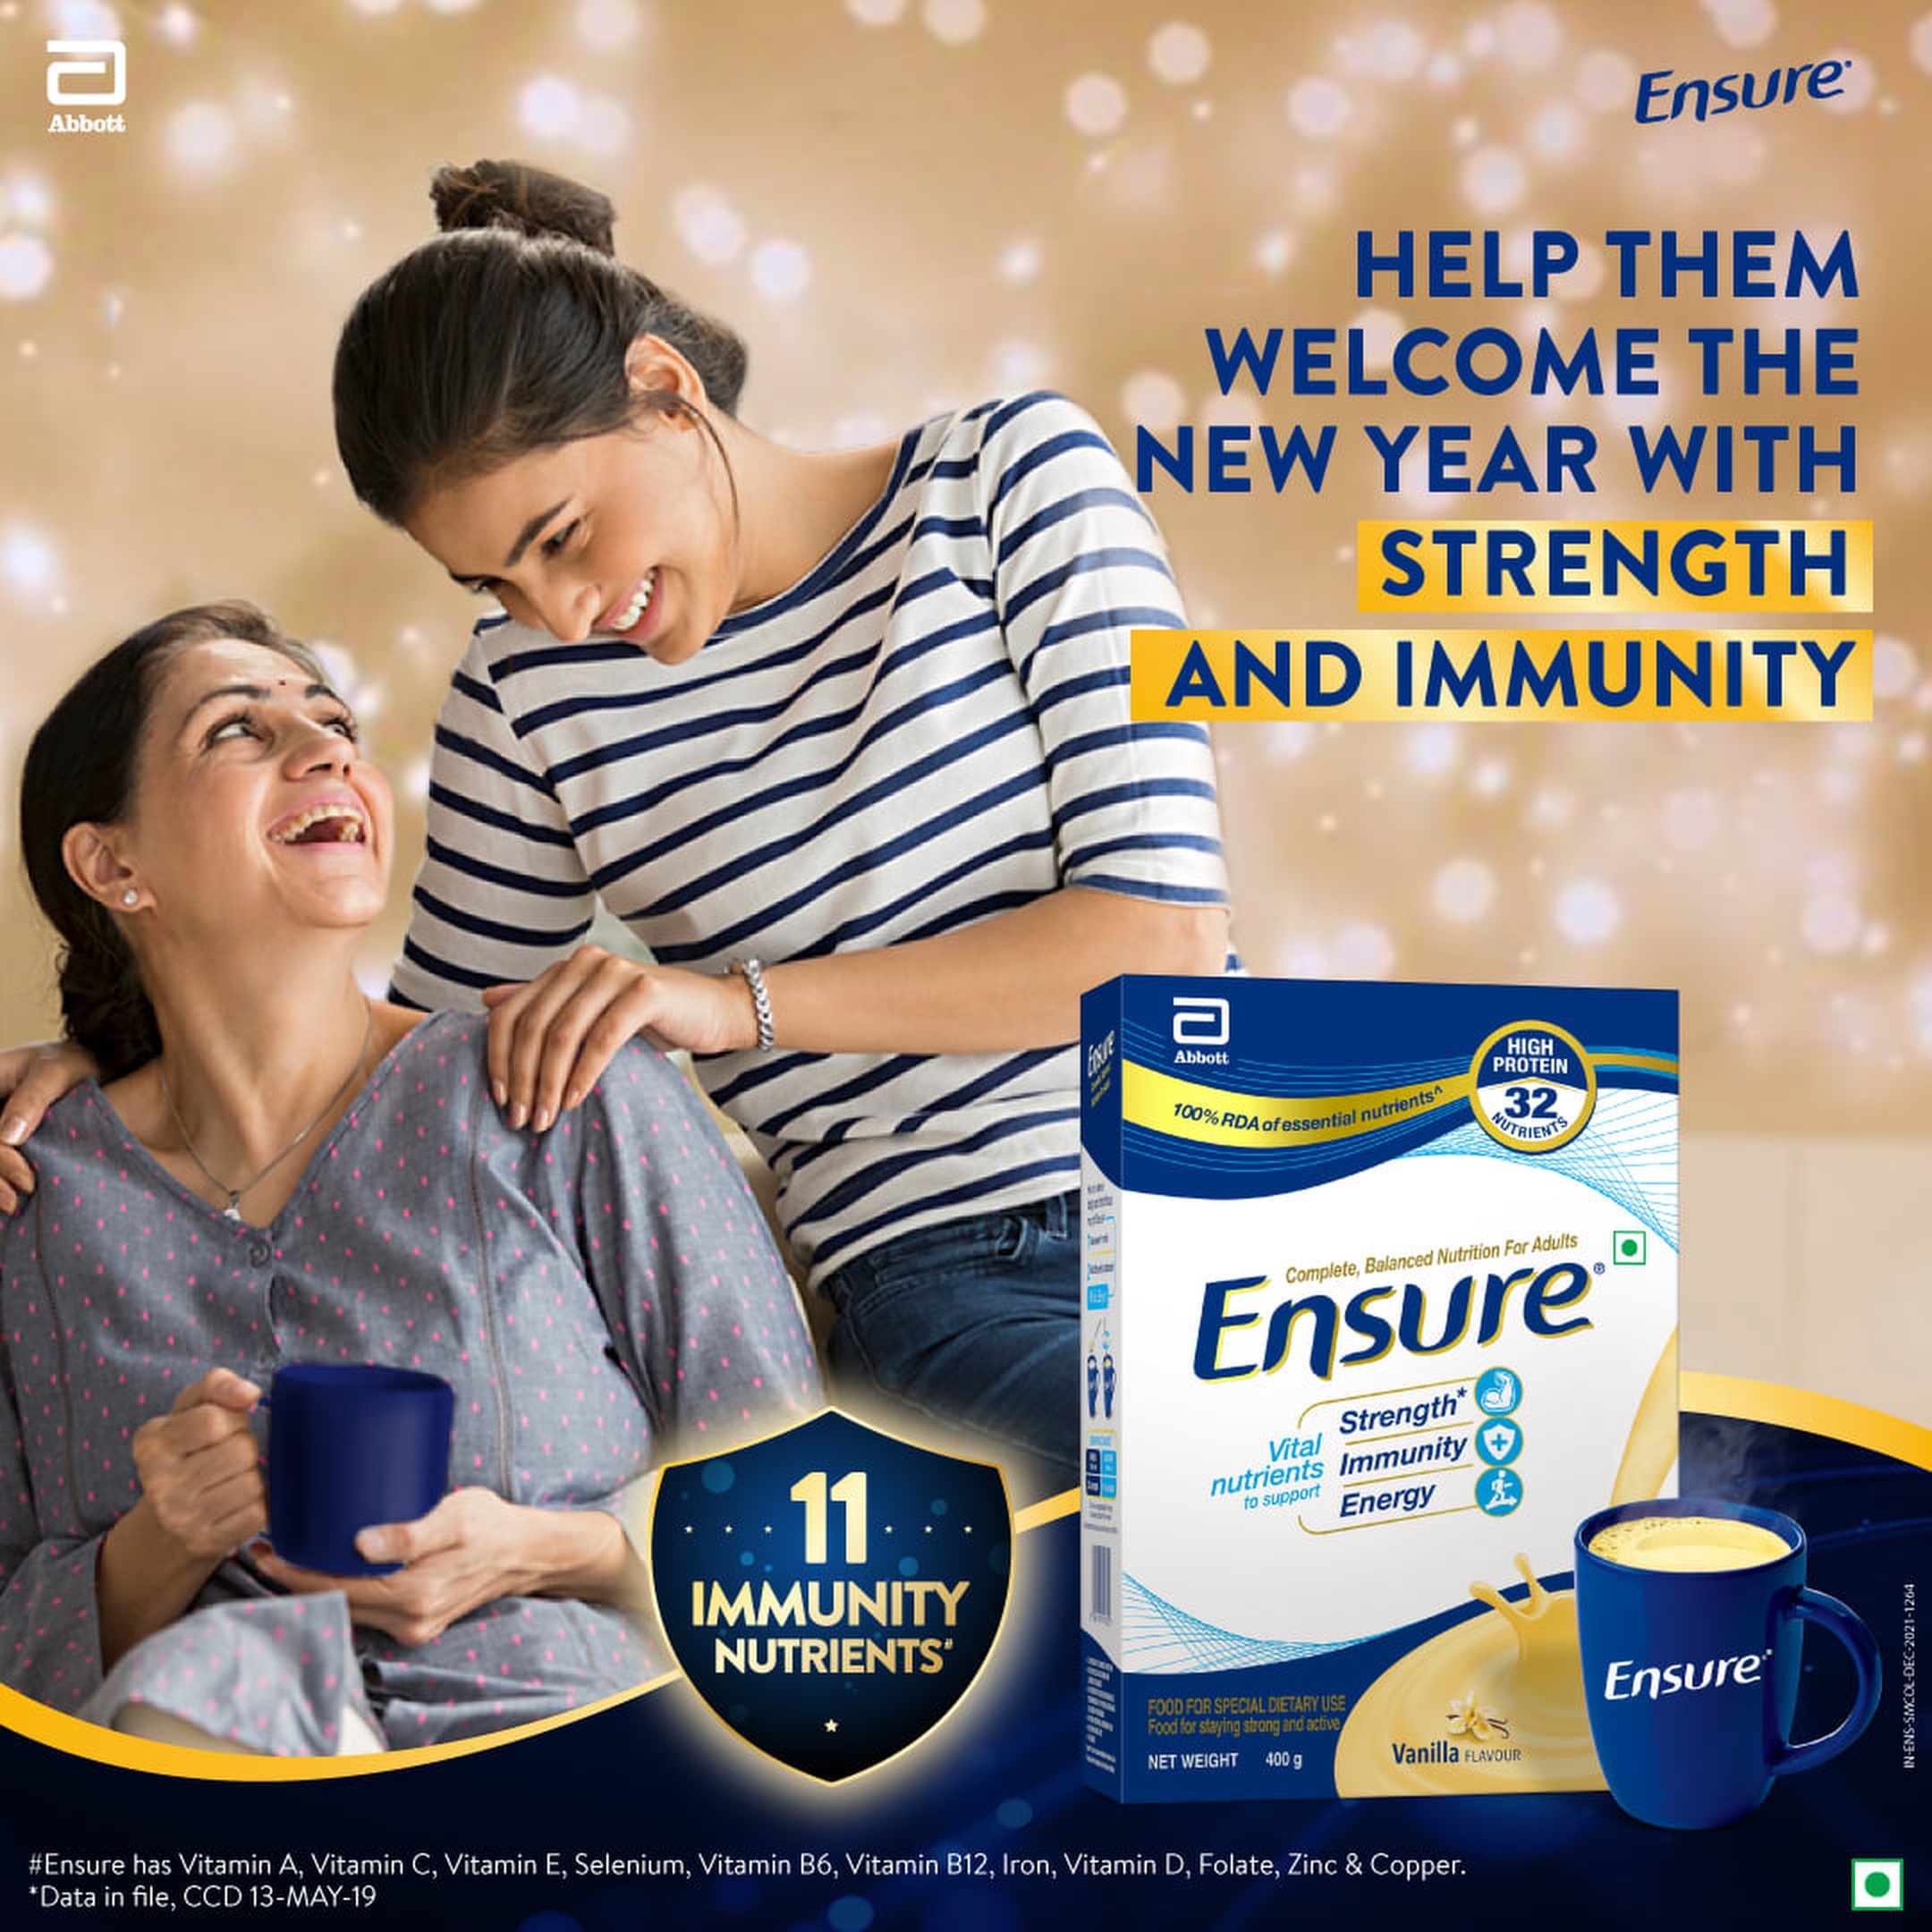 Abbott
Ensure
HELP THEM
WELCOME THE
NEW YEAR WITH
STRENGTH
AND IMMUNITY
Abbott
100% RDA of essential nutrients^
HIGH
PROTEIN
32
NUTRIENTS
Ensure
Complete, Balanced Nutrition For Adults
Ensure®
Vital
nutrients
to support
Strength*
Immunity
Energy
11
IMMUNITY
NUTRIENTS#
FOOD FOR SPECIAL DIETARY USE
Food for staying strong and active
NET WEIGHT 400 g
Vanilla FLAVOUR
Ensure
IN-ENS-SMCOL-DEC-2021-1264
#Ensure has Vitamin A, Vitamin C, Vitamin E, Selenium, Vitamin B6, Vitamin B12, Iron, Vitamin D, Folate, Zinc & Copper.
*Data in file, CCD 13-MAY-19